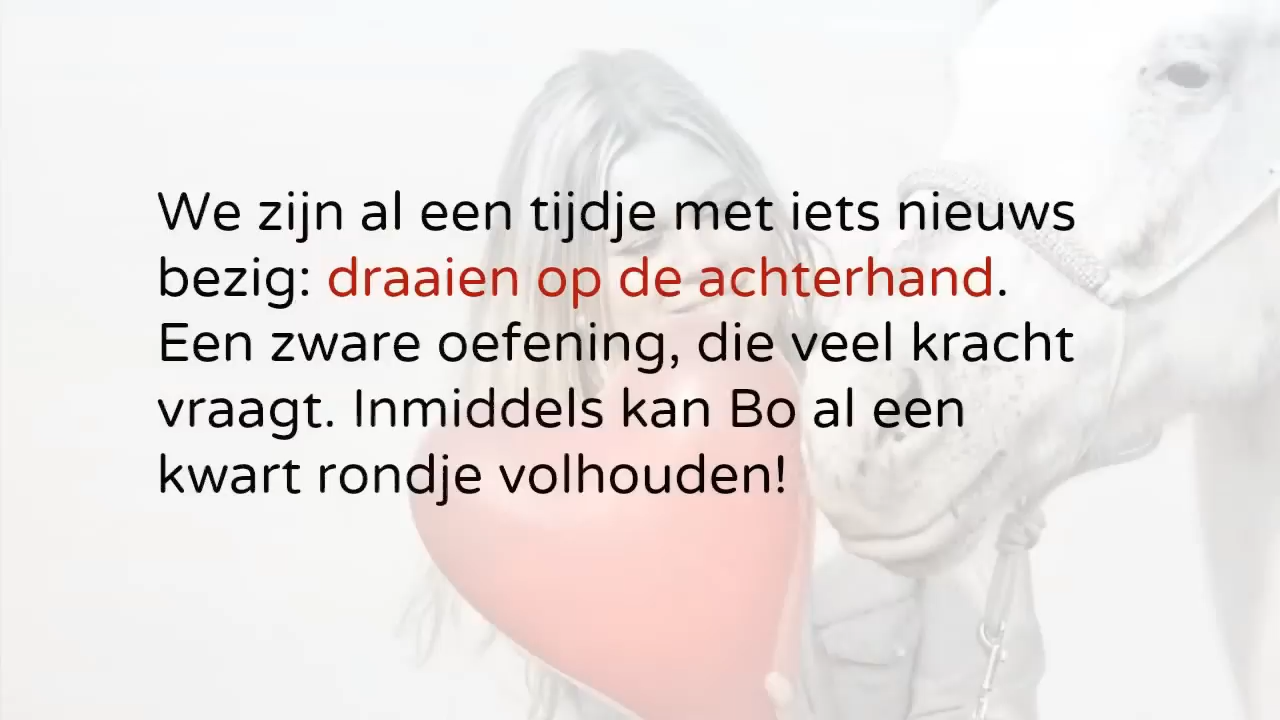 We zijn al een tijdje met iets nieuws
bezig: draaien op de achterhand.
Een zware oefening, die veel kracht
vraagt. Inmiddels kan Bo al een
kwart rondje volhouden!